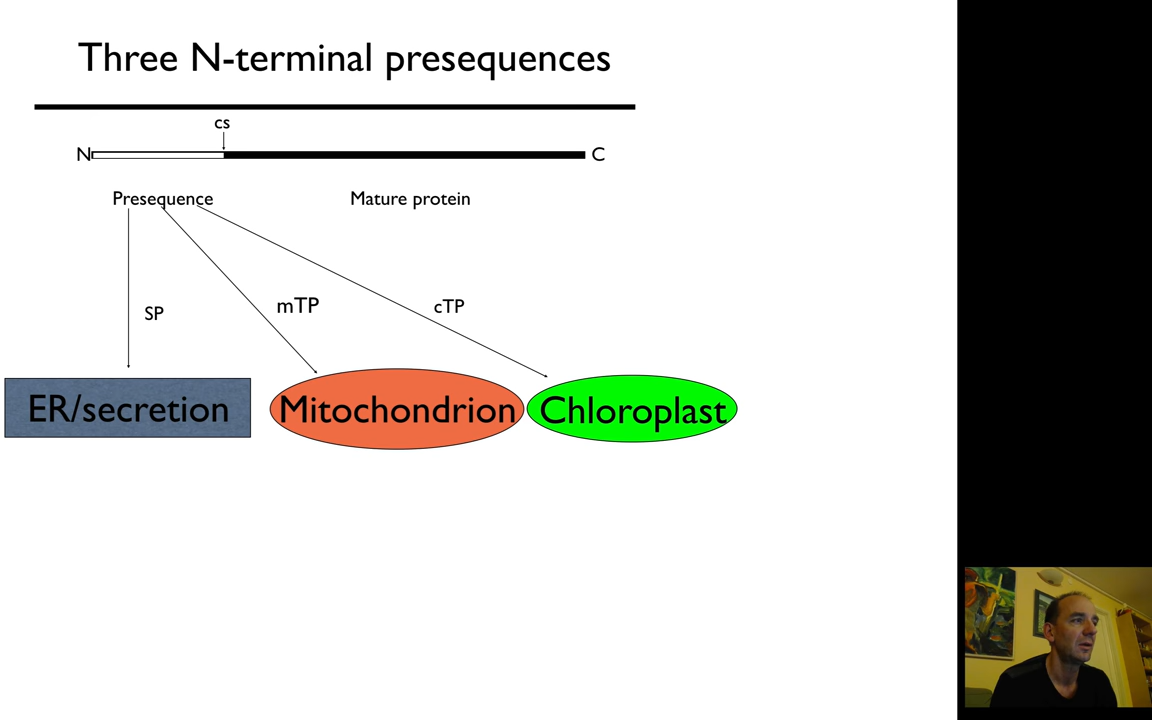 Three N-terminal presequences
cs
N C
Presequence Mature protein
SP mTP cTP
ER/secretion Mitochondrion Chloroplast